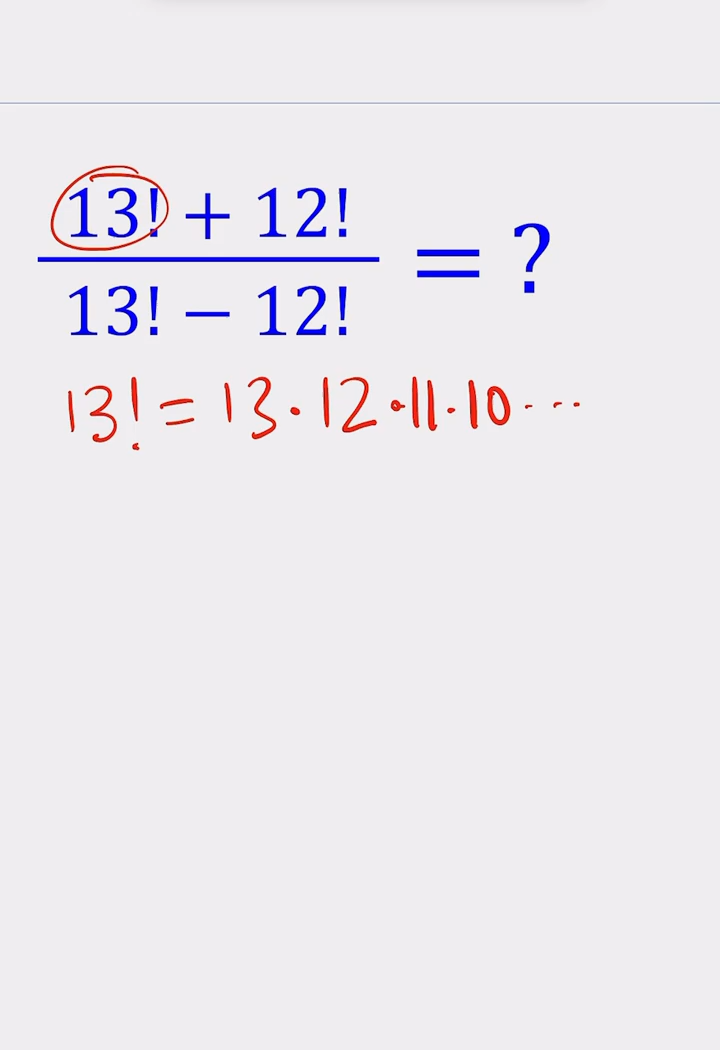 13! + 12!
13! − 12!
= ?
13! = 13 · 12 · 11 · 10 ···